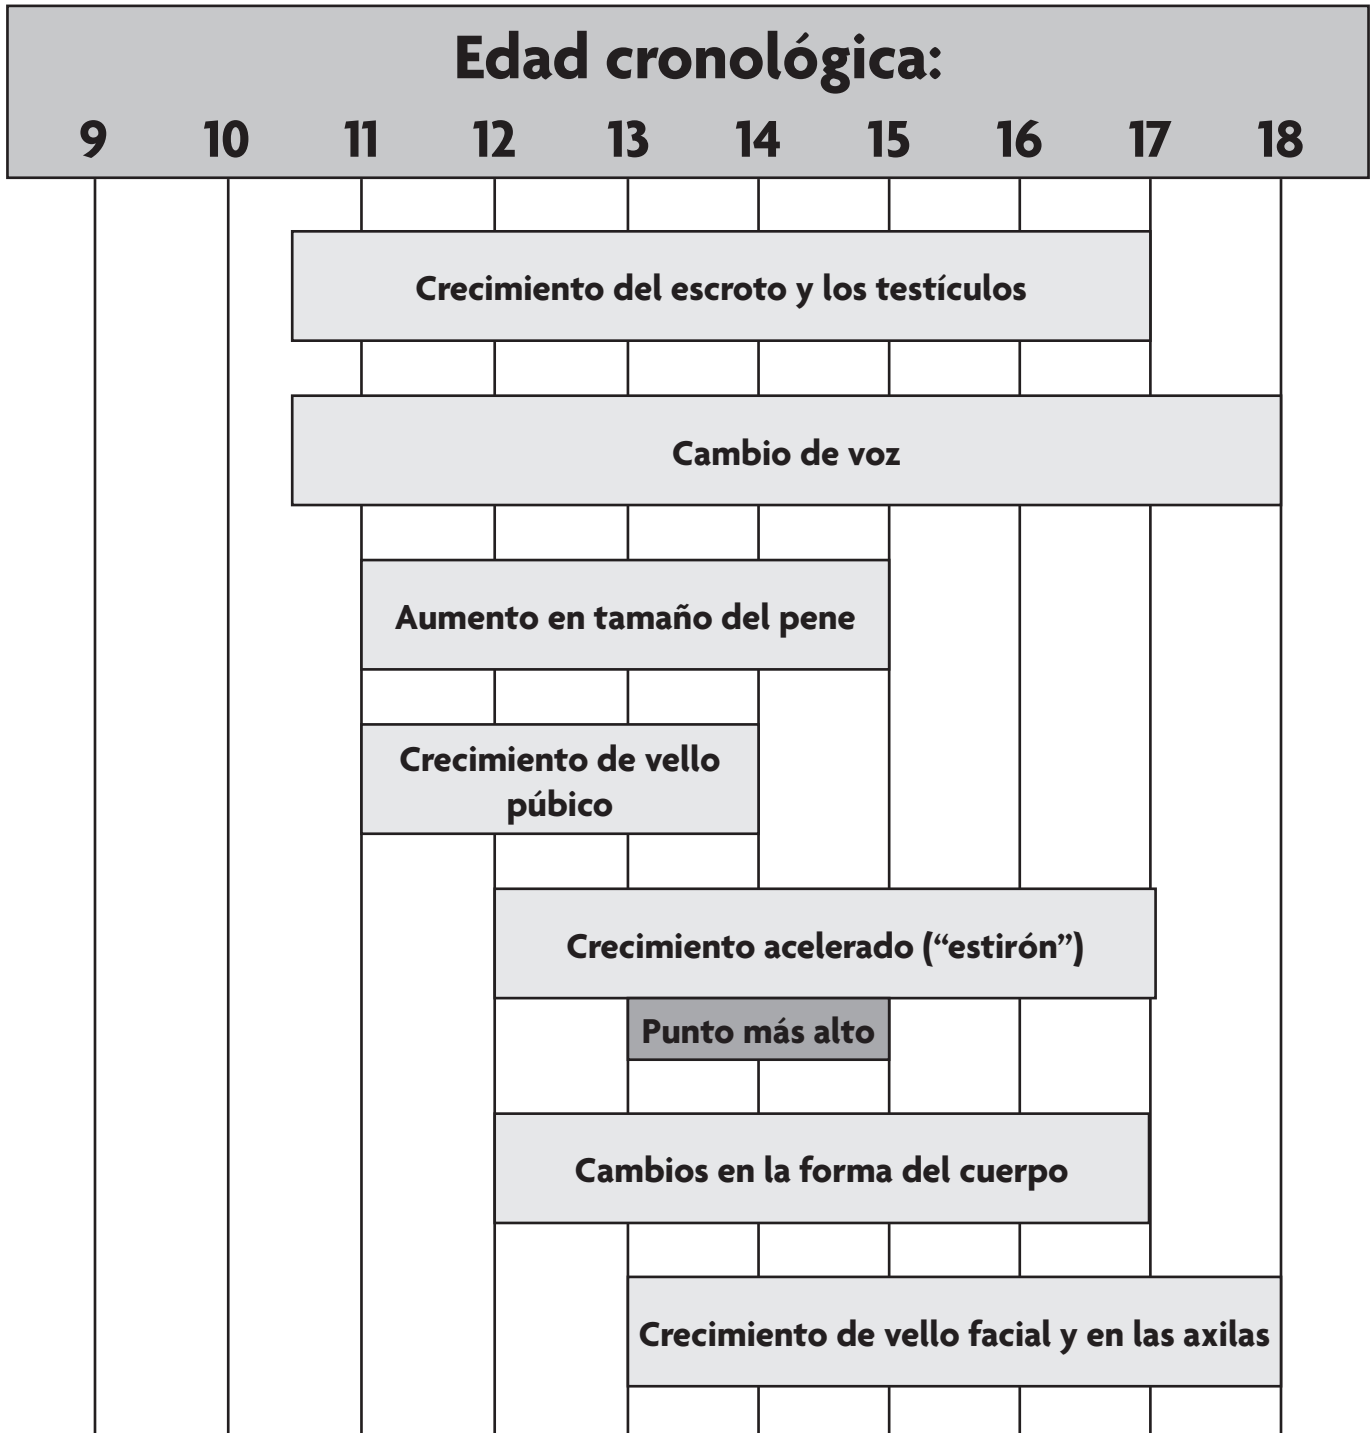 Edad cronológica:
9 10 11 12 13 14 15 16 17 18
Crecimiento del escroto y los testículos
Cambio de voz
Aumento en tamaño del pene
Crecimiento de vello
púbico
Crecimiento acelerado (“estirón”)
Punto más alto
Cambios en la forma del cuerpo
Crecimiento de vello facial y en las axilas